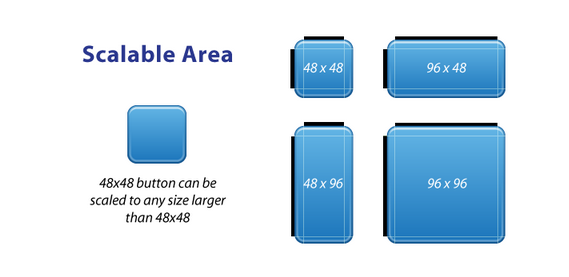 Scalable Area
48x48 button can be
scaled to any size larger
than 48x48
48 x 48
96 x 48
48 x 96
96 x 96